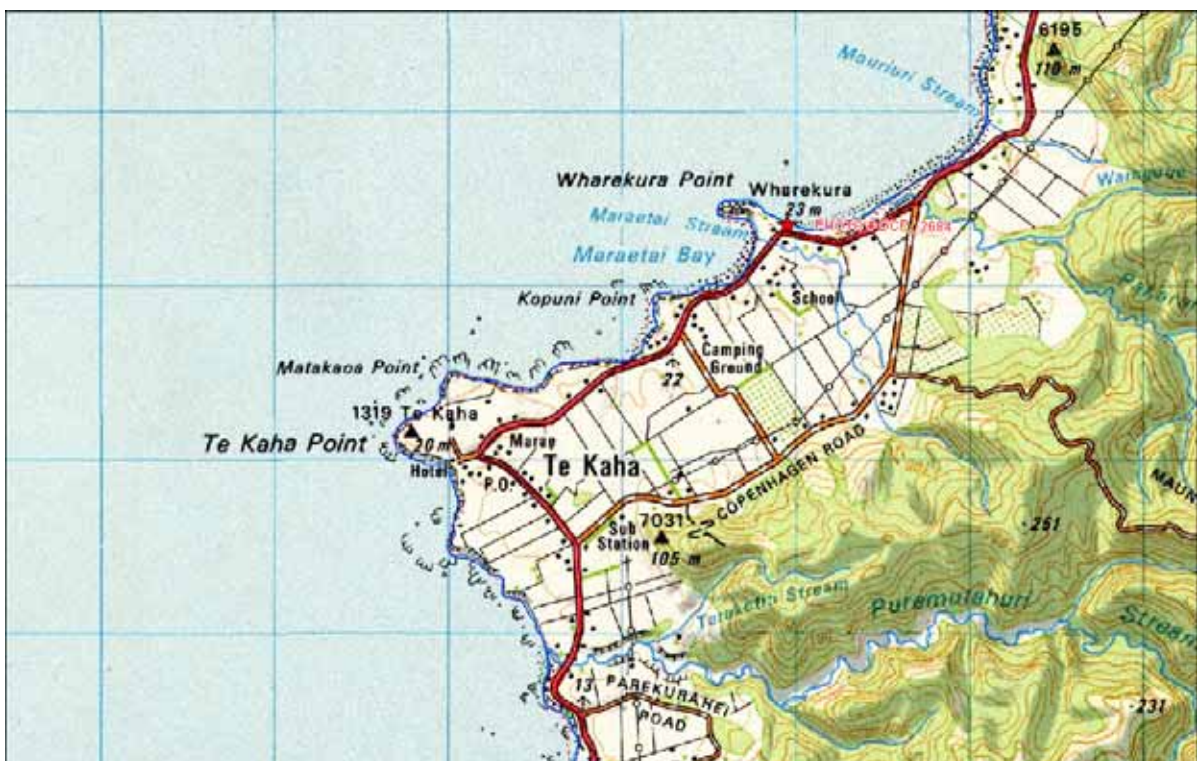 6195
110 m
Mauriuri Stream
Wharekura Point
Wharekura
23 m
2684
Maraetai Stream
Maraetai Bay
Kopuni Point
School
Camping
Ground
22
Matakaoa Point
1319 Te Kaha
20 m
Te Kaha Point
Marae
Hotel
P.O.
Te Kaha
COPENHAGEN ROAD
7031
105 m
Sub
Station
261
Puremutahuri
Stream
13
PAREKURAHEI
ROAD
231